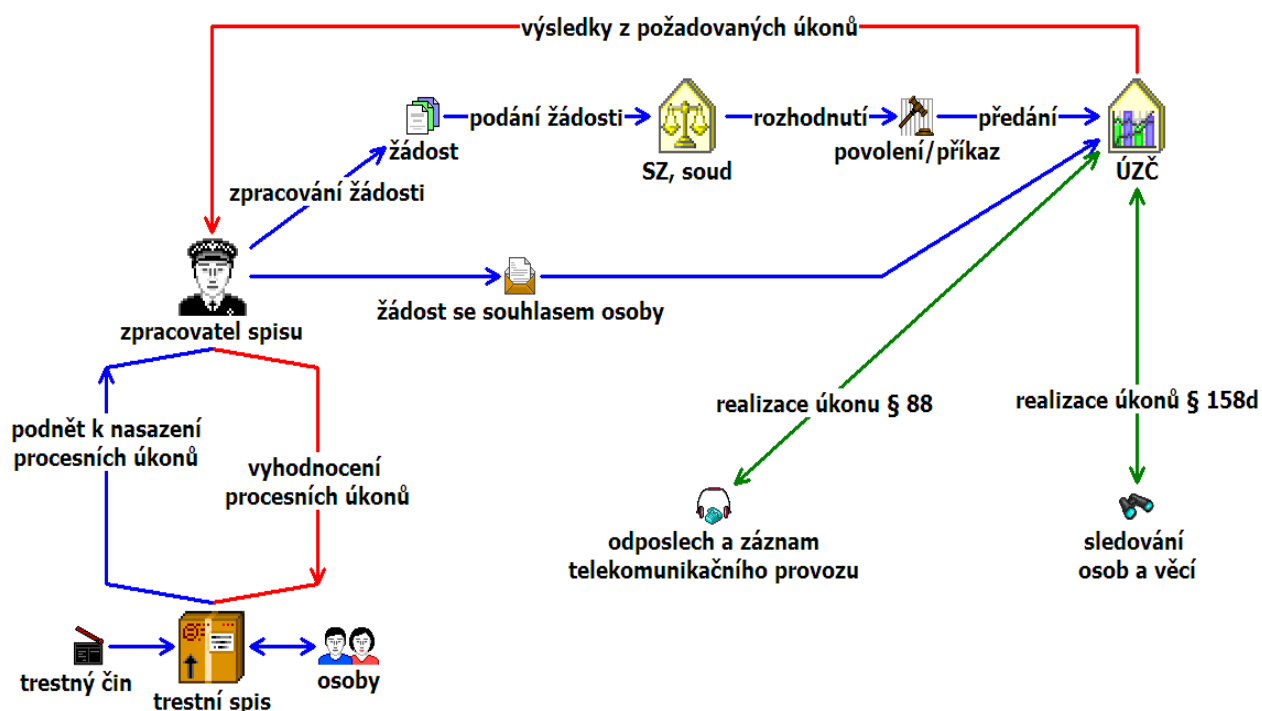 výsledky z požadovaných úkonů
podání žádosti
rozhodnutí
předání
žádost
SZ, soud
povolení/příkaz
ÚZČ
zpracování žádosti
žádost se souhlasem osoby
zpracovatel spisu
realizace úkonu § 88
realizace úkonů § 158d
podnět k nasazení
procesních úkonů
vyhodnocení
procesních úkonů
odposlech a záznam
telekomunikačního provozu
sledování
osob a věcí
trestný čin
trestní spis
osoby